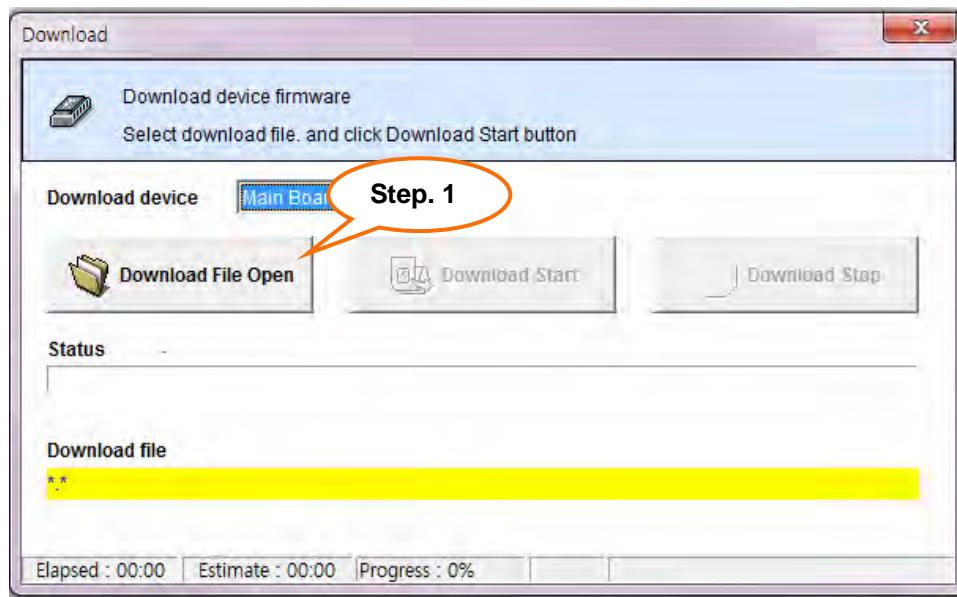 Download
Download device firmware
Select download file. and click Download Start button
Download device Main Boar
Step. 1
Download File Open Download Start Download Stop
Status -
Download file
*.*
Elapsed : 00:00 Estimate : 00:00 Progress : 0%